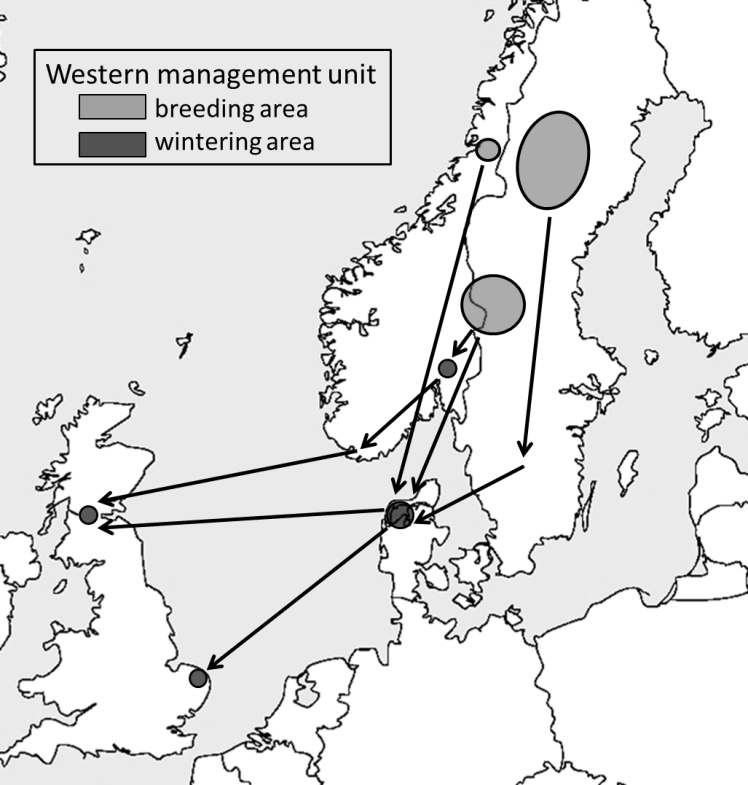 Western management unit
breeding area
wintering area